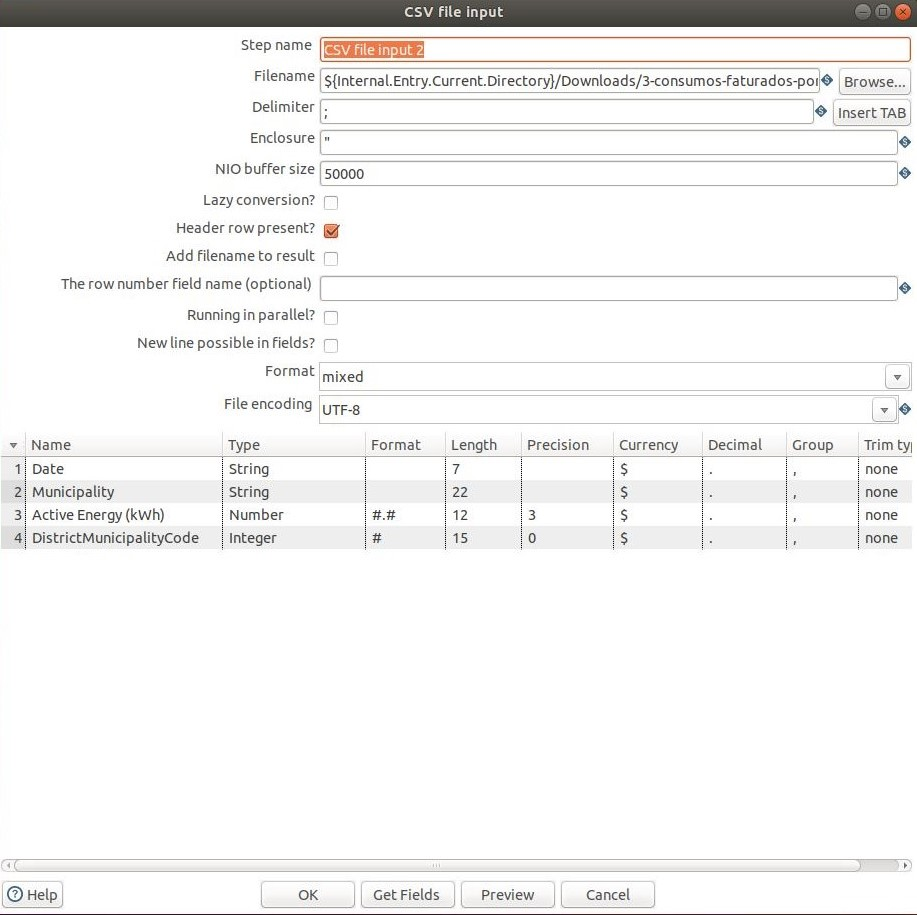 CSV file input
Step name CSV file input 2
Filename ${Internal.Entry.Current.Directory}/Downloads/3-consumos-faturados-por Browse...
Delimiter ; Insert TAB
Enclosure "
NIO buffer size 50000
Lazy conversion?
Header row present?
Add filename to result
The row number field name (optional)
Running in parallel?
New line possible in fields?
Format mixed
File encoding UTF-8
Name Type Format Length Precision Currency Decimal Group Trim ty
1 Date String 7 $ . , none
2 Municipality String 22 $ . , none
3 Active Energy (kWh) Number #.# 12 3 $ . , none
4 DistrictMunicipalityCode Integer # 15 0 $ . , none
Help OK Get Fields Preview Cancel